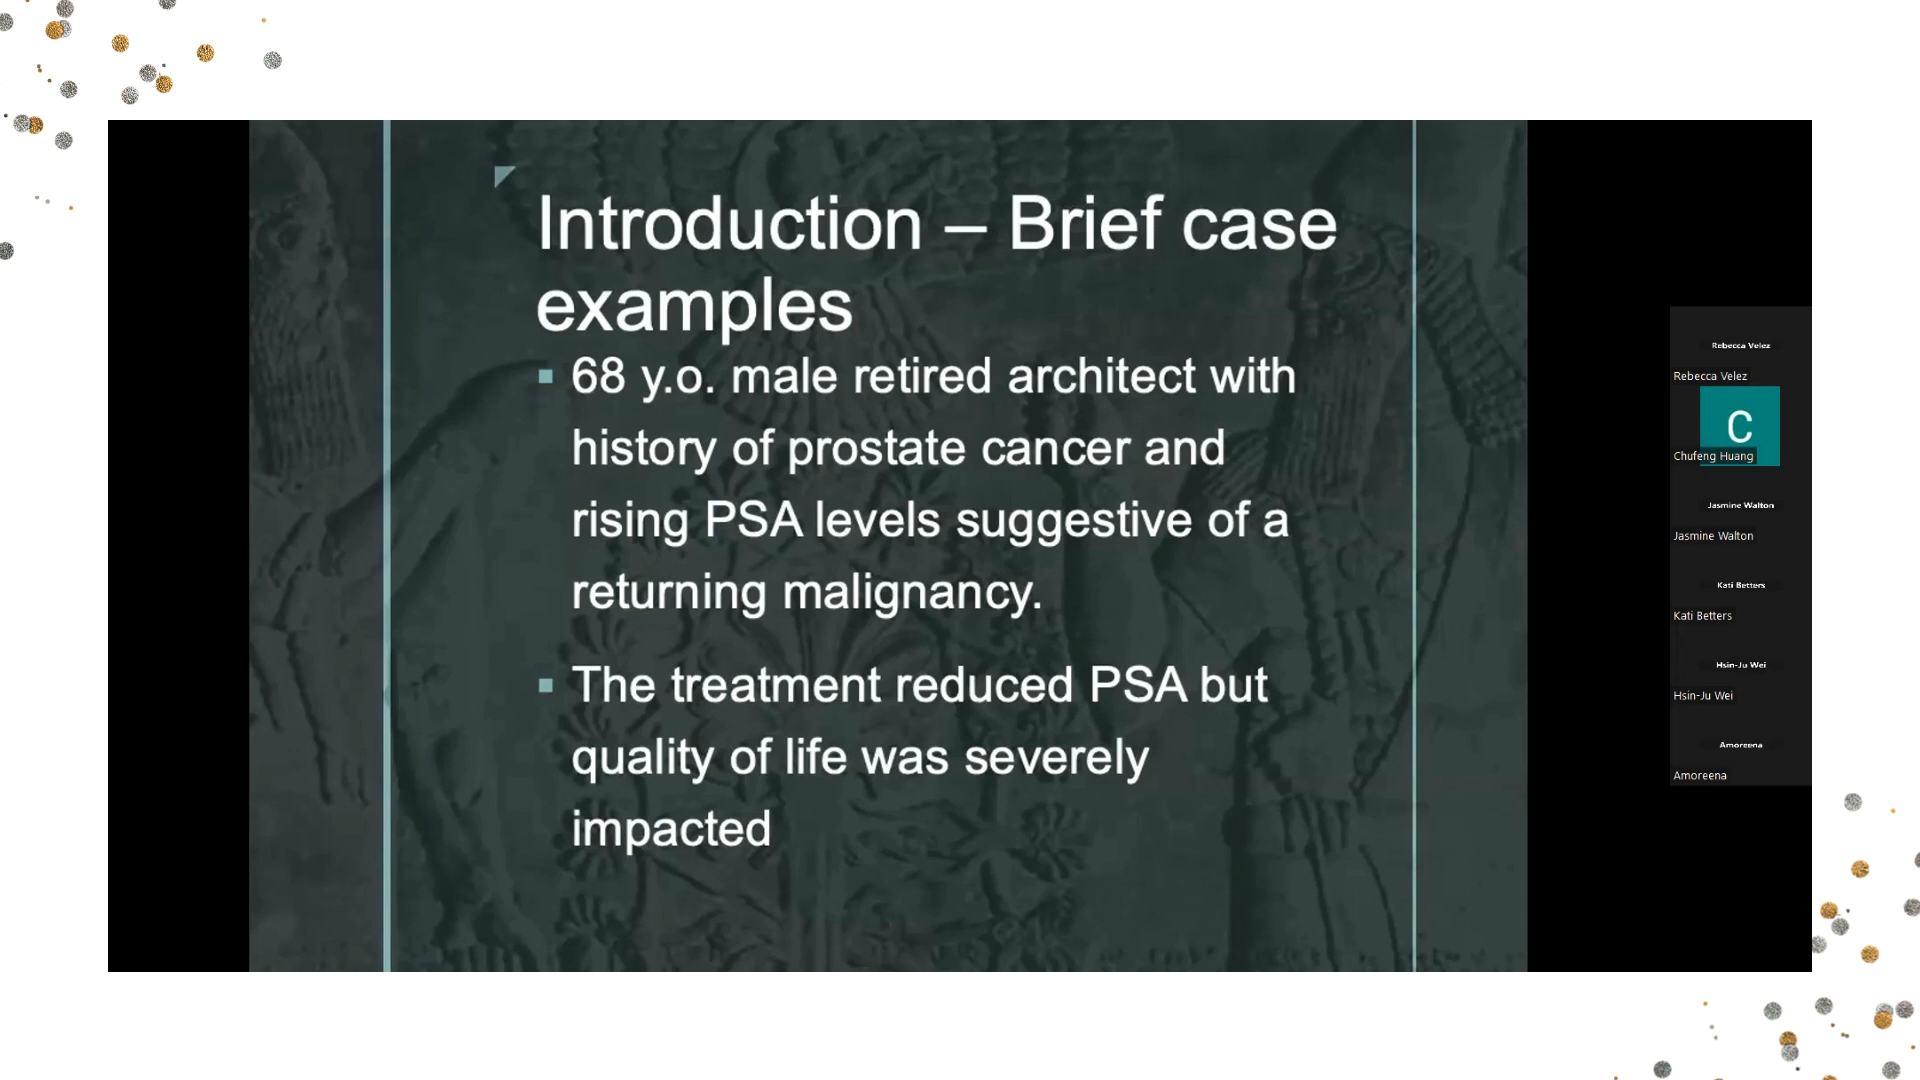 Introduction – Brief case
examples
68 y.o. male retired architect with
history of prostate cancer and
rising PSA levels suggestive of a
returning malignancy.
The treatment reduced PSA but
quality of life was severely
impacted
Rebecca Velez
Rebecca Velez
C
Chufeng Huang
Jasmine Walton
Jasmine Walton
Kati Betters
Kati Betters
Hsin-Ju Wei
Hsin-Ju Wei
Amoreena
Amoreena